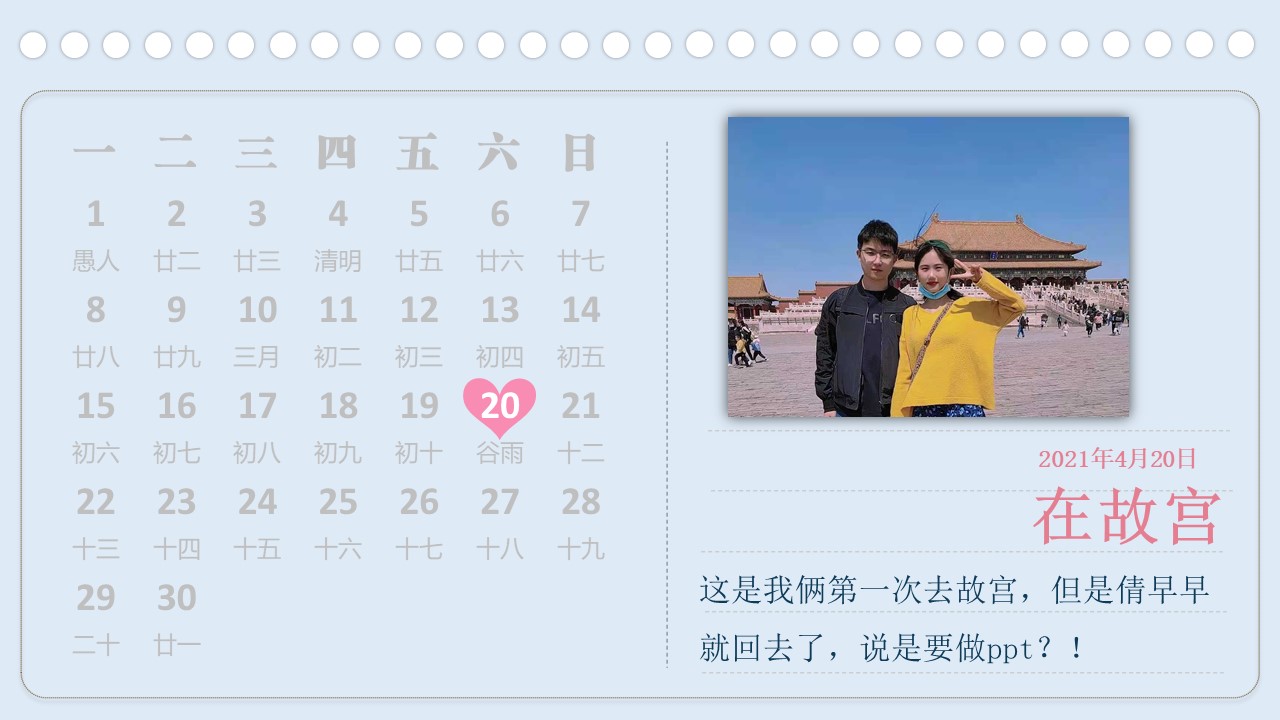 一 二 三 四 五 六 日
1 2 3 4 5 6 7
愚人 廿二 廿三 清明 廿五 廿六 廿七
8 9 10 11 12 13 14
廿八 廿九 三月 初二 初三 初四 初五
15 16 17 18 19 20 21
初六 初七 初八 初九 初十 谷雨 十二
22 23 24 25 26 27 28
十三 十四 十五 十六 十七 十八 十九
29 30
二十 廿一
2021年4月20日
在故宫
这是我俩第一次去故宫，但是倩早早
就回去了，说是要做ppt？！